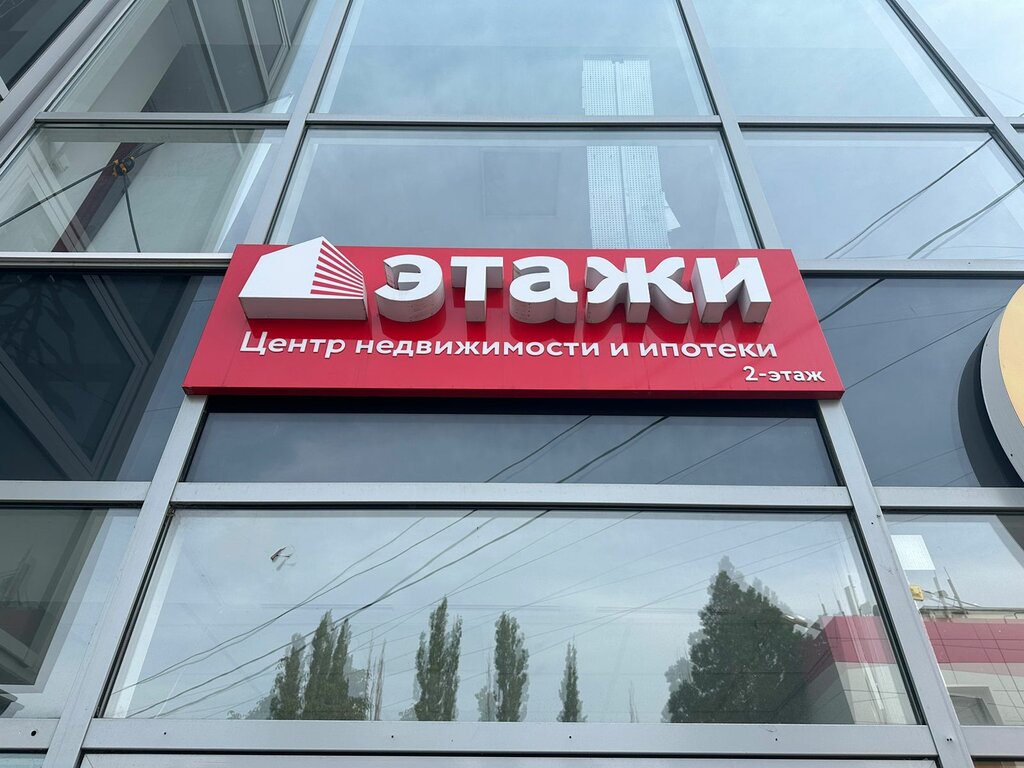 этажи
Центр недвижимости и ипотеки
2-этаж